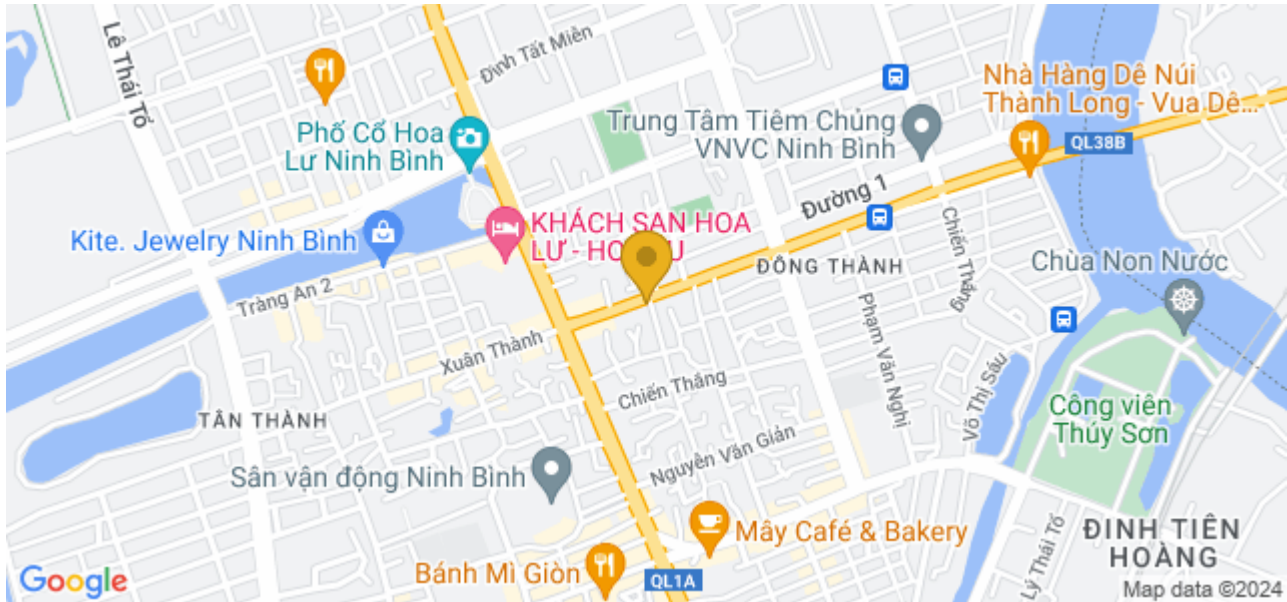 Lê Thái Tổ
Đinh Tất Miễn
Phố Cổ Hoa
Lư Ninh Bình
Trung Tâm Tiêm Chủng
VNVC Ninh Bình
Nhà Hàng Dê Núi
Thành Long - Vua Dê...
QL38B
Đường 1
Kite. Jewelry Ninh Bình
KHÁCH SẠN HOA
LƯ - HO
U
ĐÔNG THÀNH
Chiến Thắng
Chùa Non Nước
Tràng An 2
Xuân Thành
Phạm Văn Nghị
Chiến Thắng
Võ Thị Sáu
TÂN THÀNH
Công viên
Thúy Sơn
Nguyễn Văn Giản
Sân vận động Ninh Bình
Mây Café & Bakery
Lý Thái Tổ
ĐINH TIÊN
HOÀNG
Bánh Mì Giòn
QL1A
Google
Map data ©2024